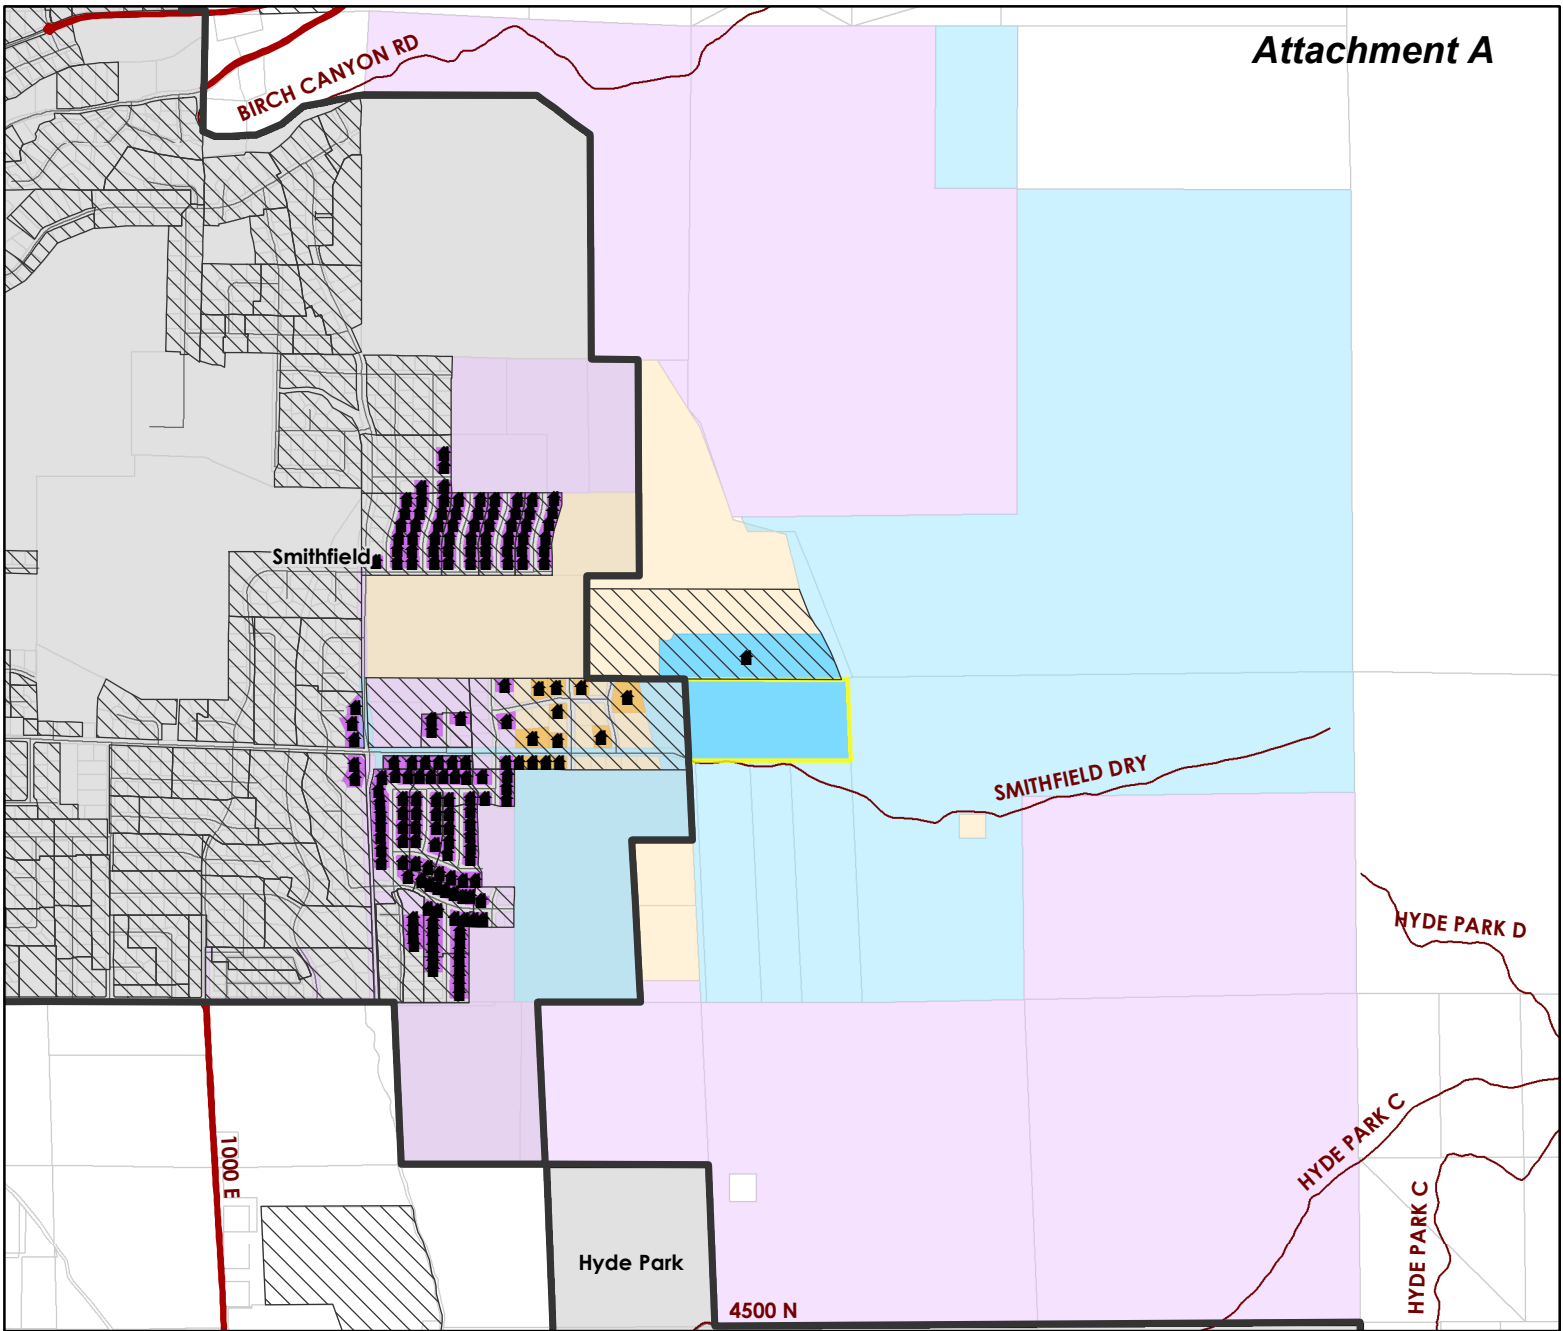 Attachment A
BIRCH CANYON RD
Smithfield
SMITHFIELD DRY
HYDE PARK D
HYDE PARK C
HYDE PARK C
1000 E
Hyde Park
4500 N